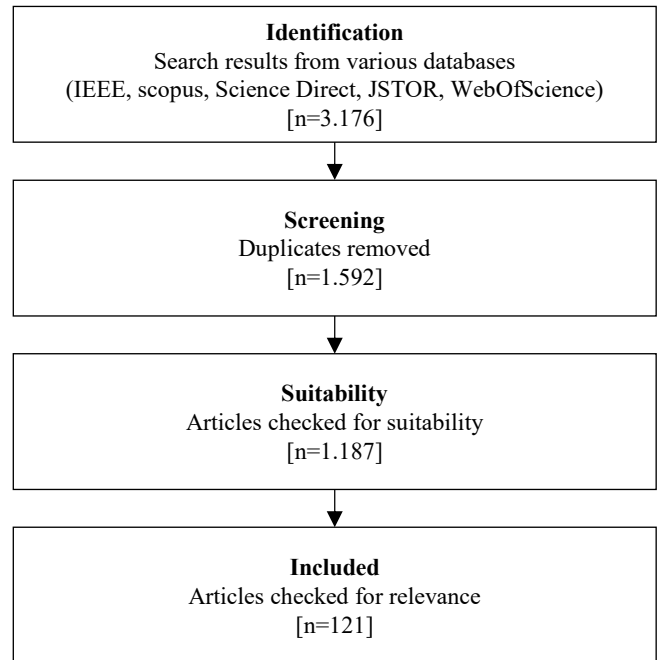 Identification
Search results from various databases
(IEEE, scopus, Science Direct, JSTOR, WebOfScience)
[n=3.176]
Screening
Duplicates removed
[n=1.592]
Suitability
Articles checked for suitability
[n=1.187]
Included
Articles checked for relevance
[n=121]